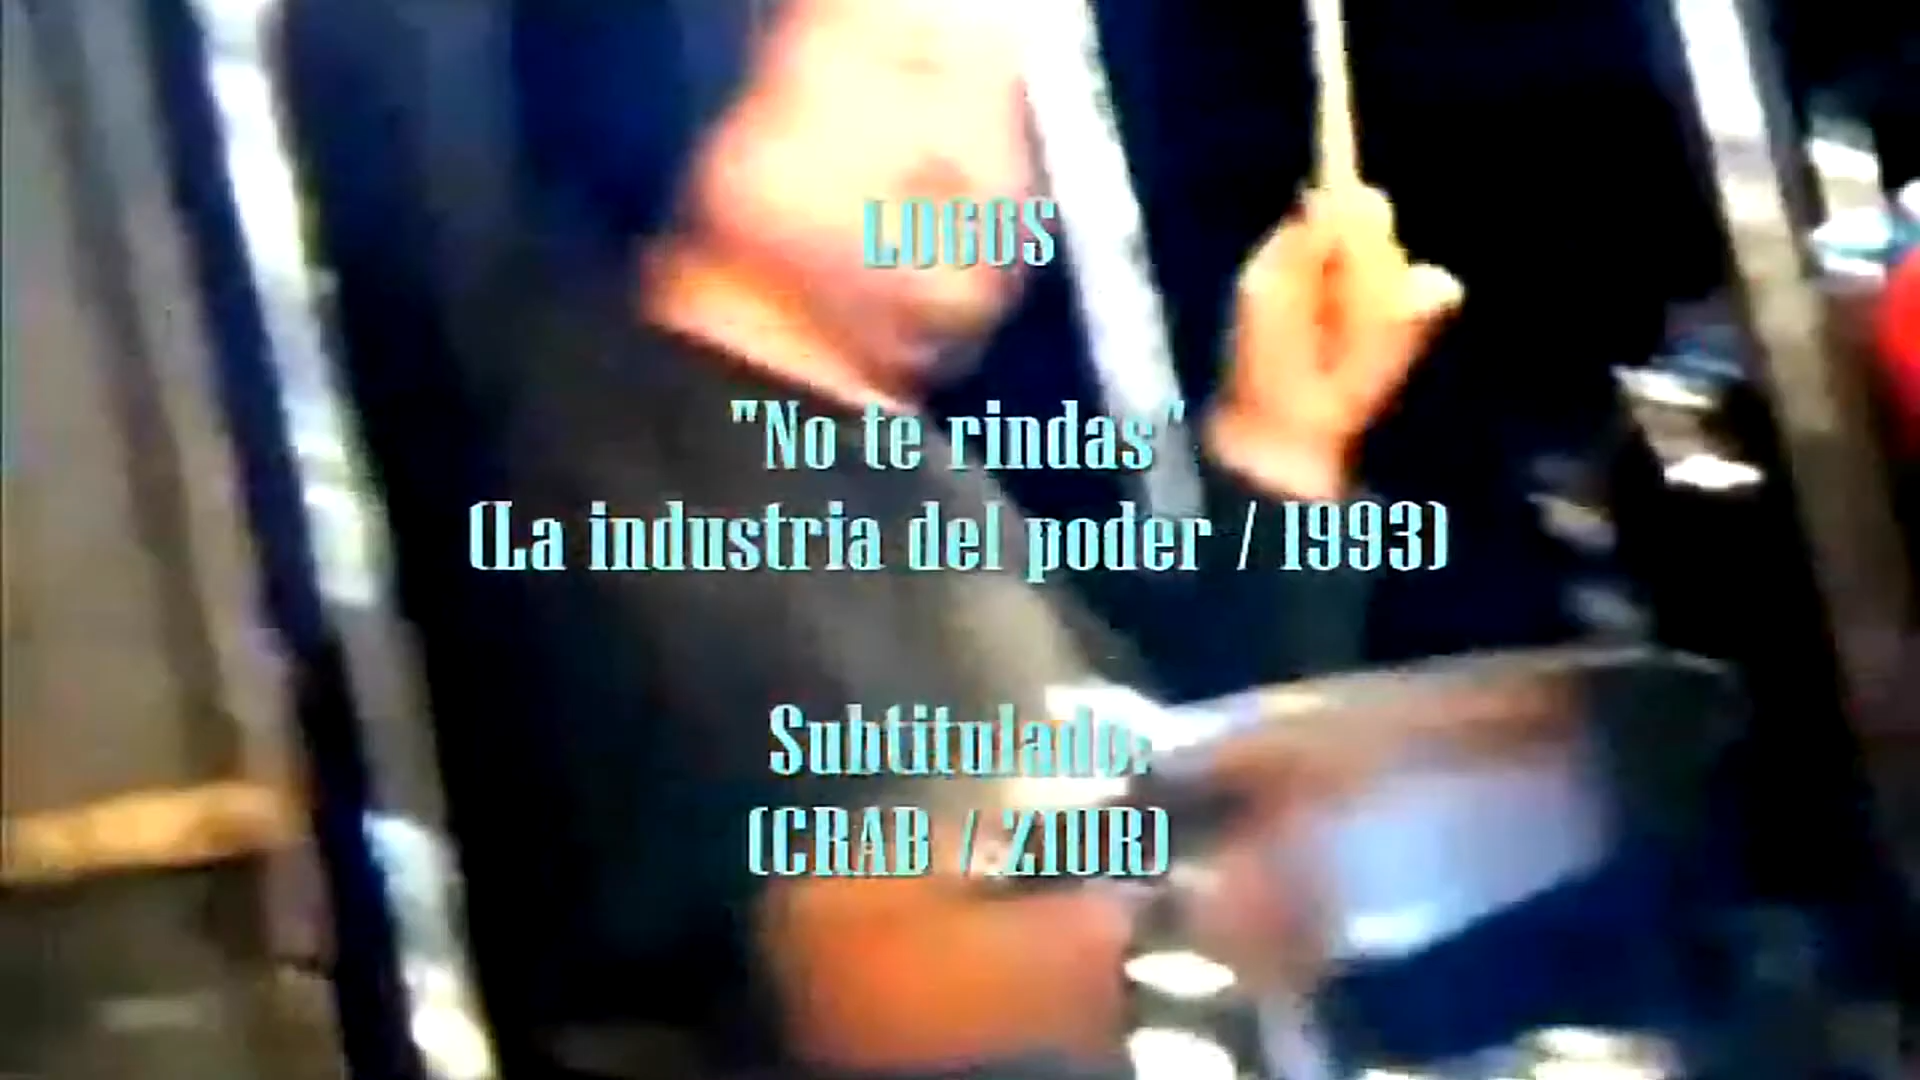 LOGOS
"No te rindas"
(La industria del poder / 1993)
Subtitulado:
(CRAB / ZIUR)